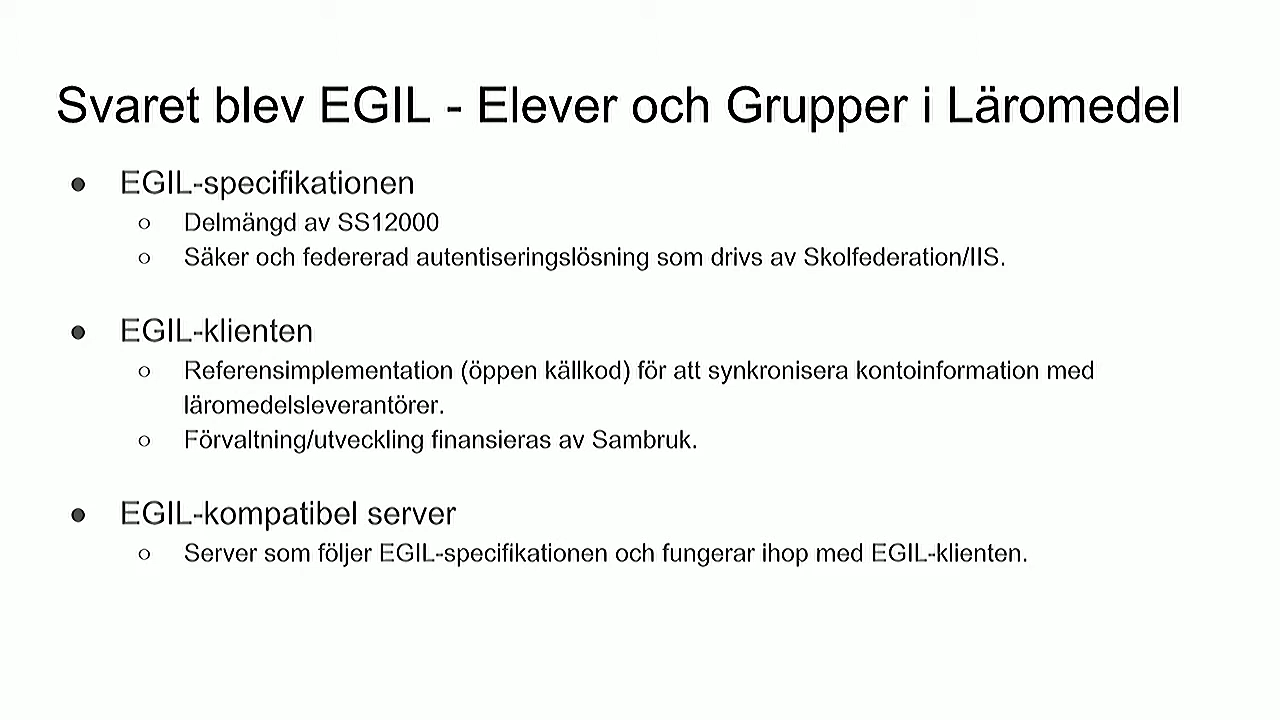 Svaret blev EGIL - Elever och Grupper i Läromedel
● EGIL-specifikationen
○ Delmängd av SS12000
○ Säker och federerad autentiseringslösning som drivs av Skolfederation/IIS.
● EGIL-klienten
○ Referensimplementation (öppen källkod) för att synkronisera kontoinformation med
läromedelsleverantörer.
○ Förvaltning/utveckling finansieras av Sambruk.
● EGIL-kompatibel server
○ Server som följer EGIL-specifikationen och fungerar ihop med EGIL-klienten.